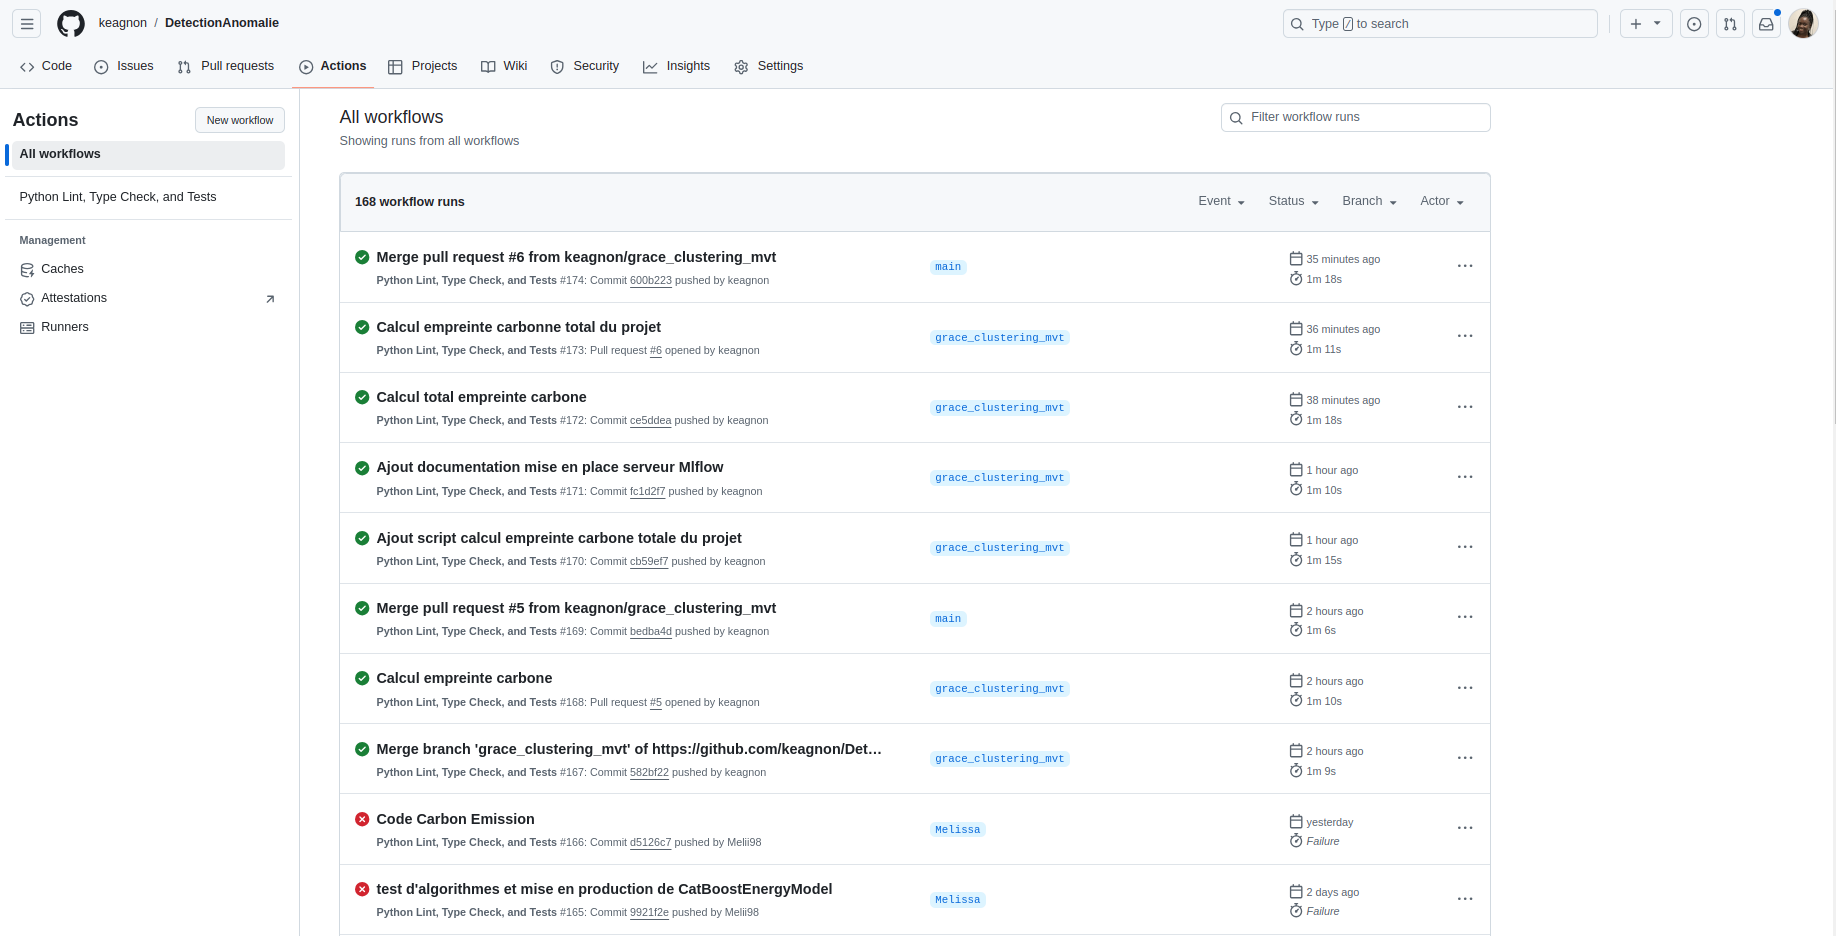 keagnon / DetectionAnomalie
Type / to search
Code Issues Pull requests Actions Projects Wiki Security Insights Settings
Actions
New workflow
All workflows
Python Lint, Type Check, and Tests
Management
Caches
Attestations
Runners
All workflows
Showing runs from all workflows
Filter workflow runs
168 workflow runs
Event Status Branch Actor
Merge pull request #6 from keagnon/grace_clustering_mvt
Python Lint, Type Check, and Tests #174: Commit 600b223 pushed by keagnon
main
35 minutes ago
1m 18s
Calcul empreinte carbonne total du projet
Python Lint, Type Check, and Tests #173: Pull request #6 opened by keagnon
grace_clustering_mvt
36 minutes ago
1m 11s
Calcul total empreinte carbone
Python Lint, Type Check, and Tests #172: Commit ce5ddea pushed by keagnon
grace_clustering_mvt
38 minutes ago
1m 18s
Ajout documentation mise en place serveur Mlflow
Python Lint, Type Check, and Tests #171: Commit fc1d2f7 pushed by keagnon
grace_clustering_mvt
1 hour ago
1m 10s
Ajout script calcul empreinte carbone totale du projet
Python Lint, Type Check, and Tests #170: Commit cb59ef7 pushed by keagnon
grace_clustering_mvt
1 hour ago
1m 15s
Merge pull request #5 from keagnon/grace_clustering_mvt
Python Lint, Type Check, and Tests #169: Commit bedba4d pushed by keagnon
main
2 hours ago
1m 6s
Calcul empreinte carbone
Python Lint, Type Check, and Tests #168: Pull request #5 opened by keagnon
grace_clustering_mvt
2 hours ago
1m 10s
Merge branch 'grace_clustering_mvt' of https://github.com/keagnon/Det…
Python Lint, Type Check, and Tests #167: Commit 582bf22 pushed by keagnon
grace_clustering_mvt
2 hours ago
1m 9s
Code Carbon Emission
Python Lint, Type Check, and Tests #166: Commit d5126c7 pushed by Melii98
Melissa
yesterday
Failure
test d'algorithmes et mise en production de CatBoostEnergyModel
Python Lint, Type Check, and Tests #165: Commit 9921f2e pushed by Melii98
Melissa
2 days ago
Failure